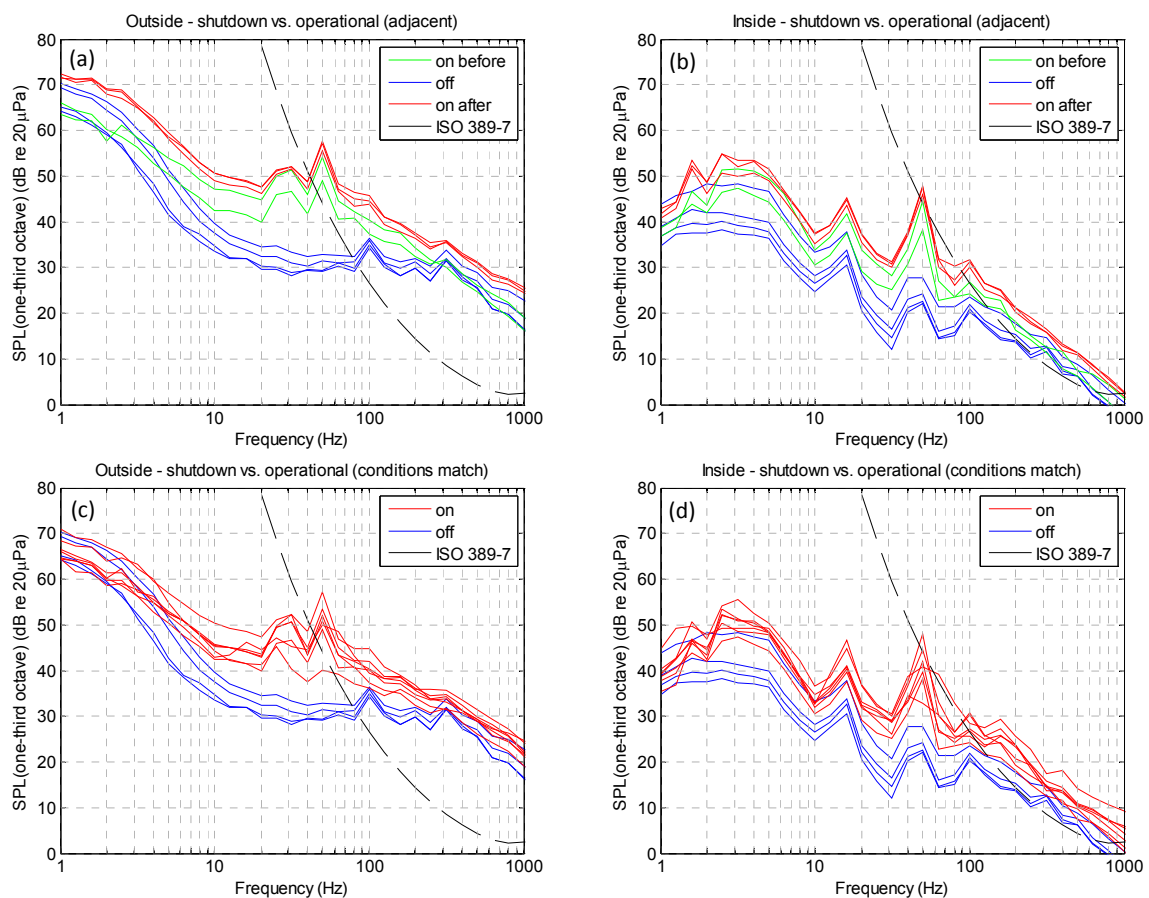 Outside - shutdown vs. operational (adjacent)
80
70
60
50
40
30
20
10
0
SPL(one-third octave) (dB re 20µPa)
(a)
on before
off
on after
ISO 389-7
1
10
100
1000
Frequency (Hz)
Inside - shutdown vs. operational (adjacent)
80
70
60
50
40
30
20
10
0
SPL(one-third octave) (dB re 20µPa)
(b)
on before
off
on after
ISO 389-7
1
10
100
1000
Frequency (Hz)
Outside - shutdown vs. operational (conditions match)
80
70
60
50
40
30
20
10
0
SPL(one-third octave) (dB re 20µPa)
(c)
on
off
ISO 389-7
1
10
100
1000
Frequency (Hz)
Inside - shutdown vs. operational (conditions match)
80
70
60
50
40
30
20
10
0
SPL(one-third octave) (dB re 20µPa)
(d)
on
off
ISO 389-7
1
10
100
1000
Frequency (Hz)